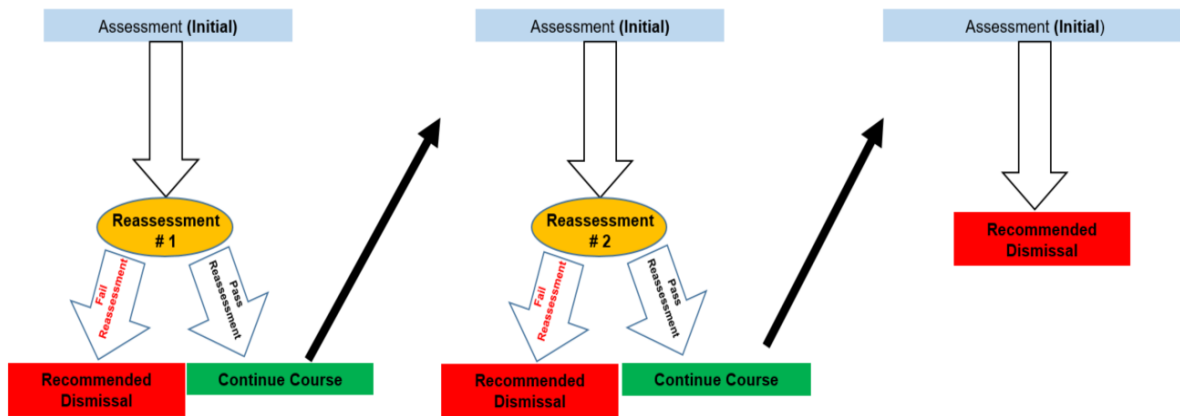 Assessment (Initial)
Reassessment
# 1
Fail
Reassessment
Pass
Reassessment
Recommended
Dismissal
Continue Course
Assessment (Initial)
Reassessment
# 2
Fail
Reassessment
Pass
Reassessment
Recommended
Dismissal
Continue Course
Assessment (Initial)
Recommended
Dismissal